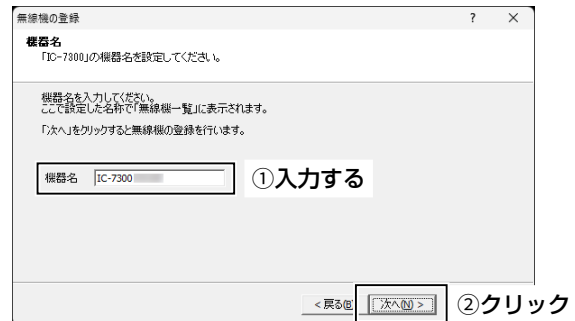 無線機の登録 ? ×
機器名
「IC-7300」の機器名を設定してください。
機器名を入力してください。
ここで設定した名称で「無線機一覧」に表示されます。
「次へ」をクリックすると無線機の登録を行います。
機器名 IC-7300 ①入力する
< 戻る(B 次へ(N) > ②クリック